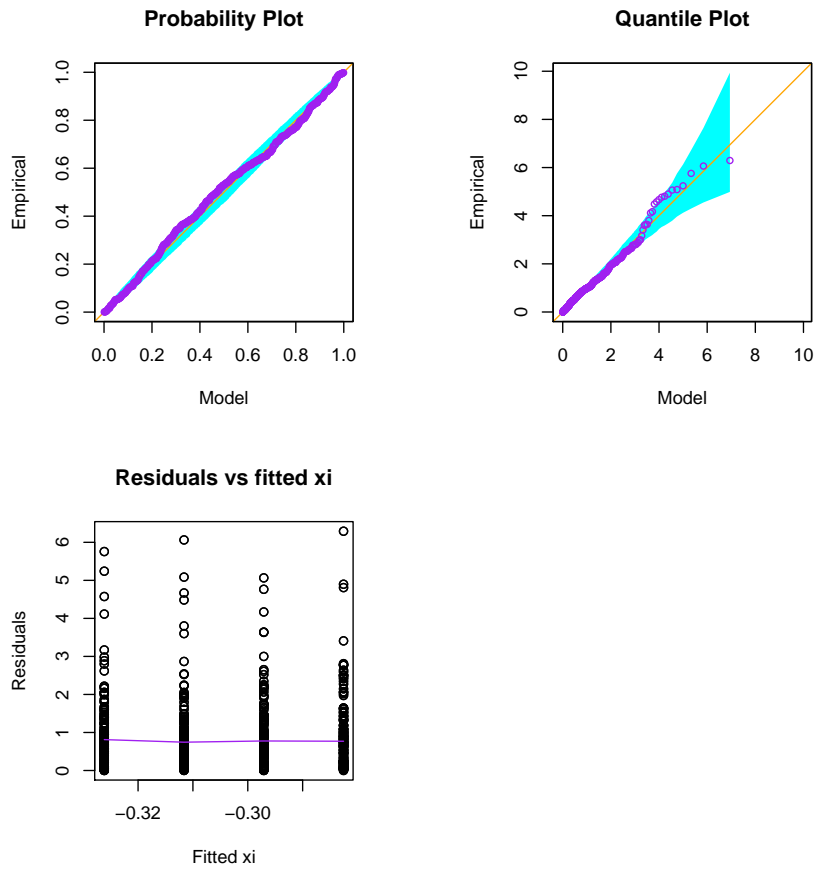 Probability Plot
Empirical
0.0 0.2 0.4 0.6 0.8 1.0
0.0 0.2 0.4 0.6 0.8 1.0
Model
Quantile Plot
Empirical
0 2 4 6 8 10
0 2 4 6 8 10
Model
Residuals vs fitted xi
Residuals
0 1 2 3 4 5 6
−0.32 −0.30
Fitted xi